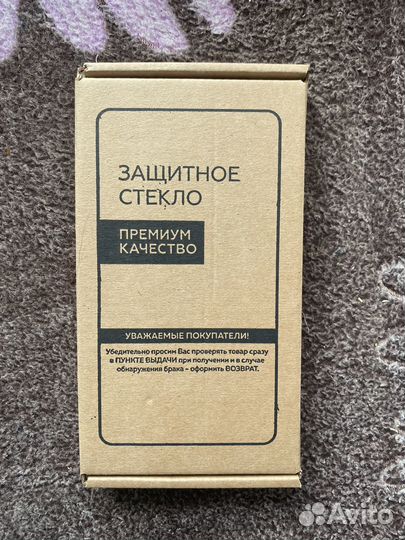 ЗАЩИТНОЕ
СТЕКЛО
ПРЕМИУМ
КАЧЕСТВО
УВАЖАЕМЫЕ ПОКУПАТЕЛИ!
Убедительно просим Вас проверять товар сразу
в ПУНКТЕ ВЫДАЧИ при получении и в случае
обнаружения брака - оформить ВОЗВРАТ.
Avito